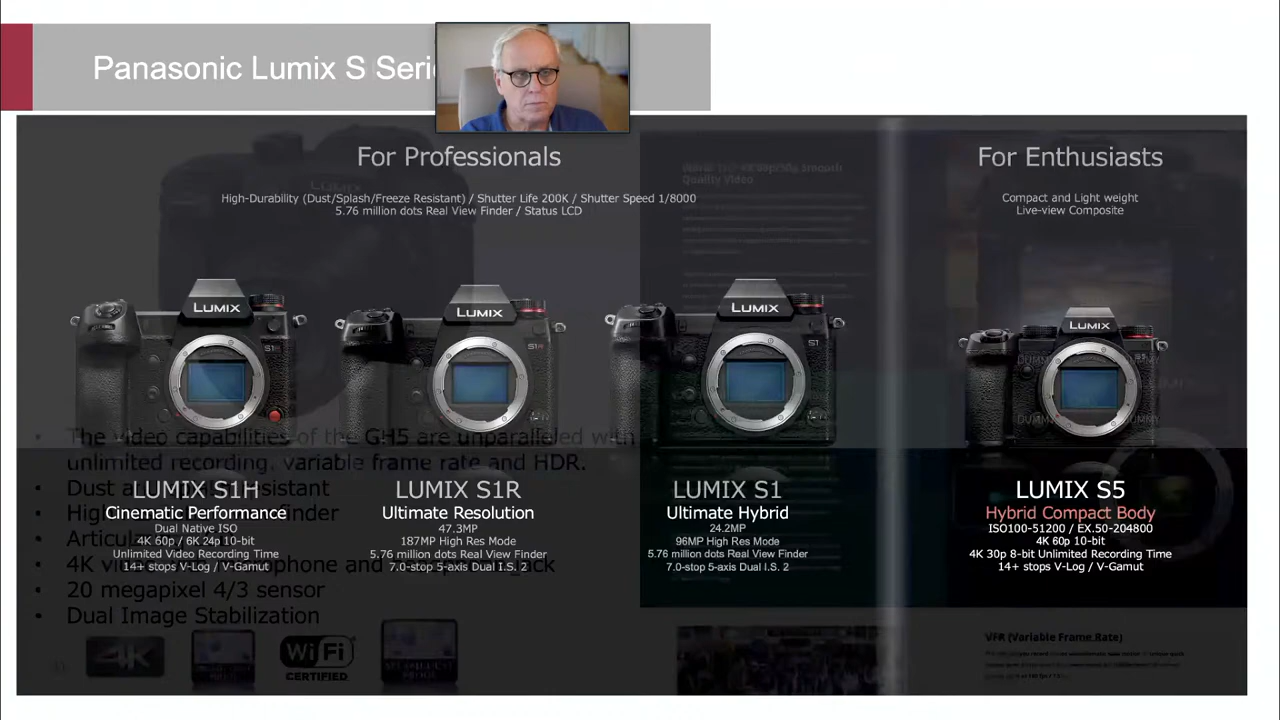 Panasonic Lumix S Seri
For Professionals
High-Durability (Dust/Splash/Freeze Resistant) / Shutter Life 200K / Shutter Speed 1/8000
5.76 million dots Real View Finder / Status LCD
For Enthusiasts
Compact and Light weight
Live-view Composite
Quality Video
LUMIX
S1H
LUMIX
S1R
LUMIX
S1
LUMIX
The video capabilities of the GH5 are unparalleled with
unlimited recording, variable frame rate and HDR.
LUMIX S1H
Cinematic Performance
Dual Native ISO
4K 60p / 6K 24p 10-bit
Unlimited Video Recording Time
14+ stops V-Log / V-Gamut
LUMIX S1R
Ultimate Resolution
47.3MP
187MP High Res Mode
5.76 million dots Real View Finder
7.0-stop 5-axis Dual I.S. 2
LUMIX S1
Ultimate Hybrid
24.2MP
96MP High Res Mode
5.76 million dots Real View Finder
7.0-stop 5-axis Dual I.S. 2
LUMIX S5
Hybrid Compact Body
ISO100-51200 / EX.50-204800
4K 60p 10-bit
4K 30p 8-bit Unlimited Recording Time
14+ stops V-Log / V-Gamut
20 megapixel 4/3 sensor
Dual Image Stabilization
4K
Wi Fi
CERTIFIED
VFR (Variable Frame Rate)